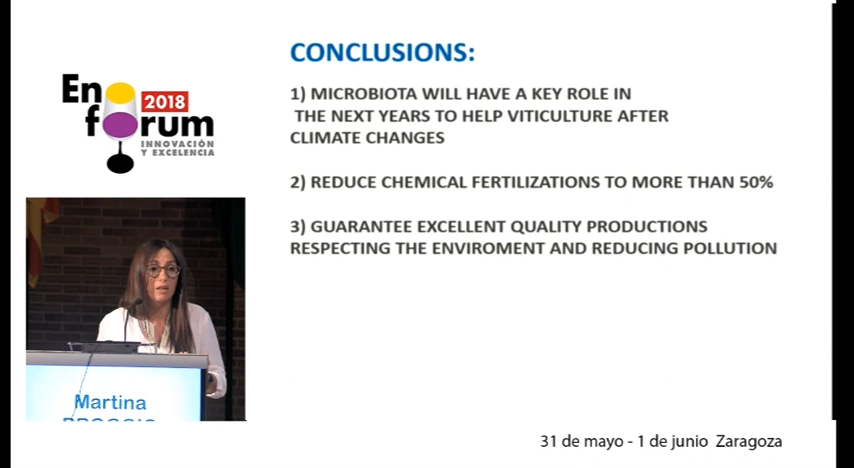 Eno
2018
forum
INNOVACIÓN
Y EXCELENCIA
CONCLUSIONS:
1) MICROBIOTA WILL HAVE A KEY ROLE IN
THE NEXT YEARS TO HELP VITICULTURE AFTER
CLIMATE CHANGES
2) REDUCE CHEMICAL FERTILIZATIONS TO MORE THAN 50%
3) GUARANTEE EXCELLENT QUALITY PRODUCTIONS
RESPECTING THE ENVIROMENT AND REDUCING POLLUTION
Martina
31 de mayo - 1 de junio Zaragoza